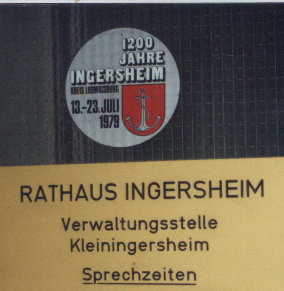 1200
JAHRE
INGERSHEIM
KREIS LUDWIGSBURG
13.–23. JULI
1979
RATHAUS INGERSHEIM
Verwaltungsstelle
Kleiningersheim
Sprechzeiten